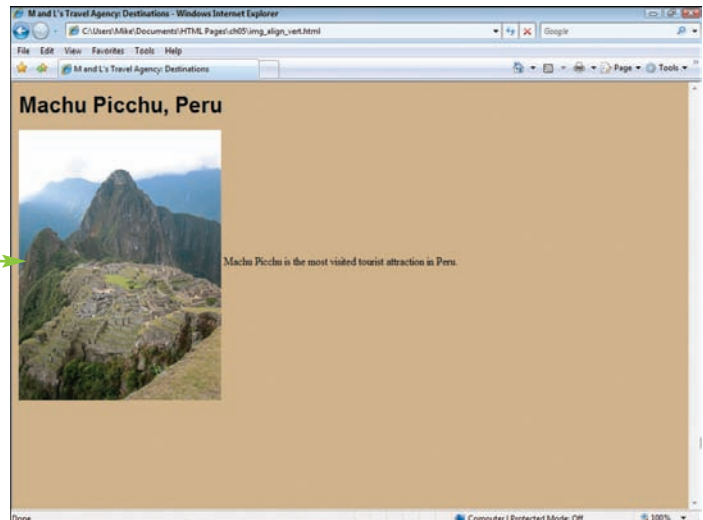 M and L's Travel Agency: Destinations - Windows Internet Explorer
C:\Users\Mike\Documents\HTML Pages\ch05\img_align_vert.html
Google
File Edit View Favorites Tools Help
M and L's Travel Agency: Destinations
Page Tools
Machu Picchu, Peru
Machu Picchu is the most visited tourist attraction in Peru.
Done
Computer | Protected Mode: Off
100%